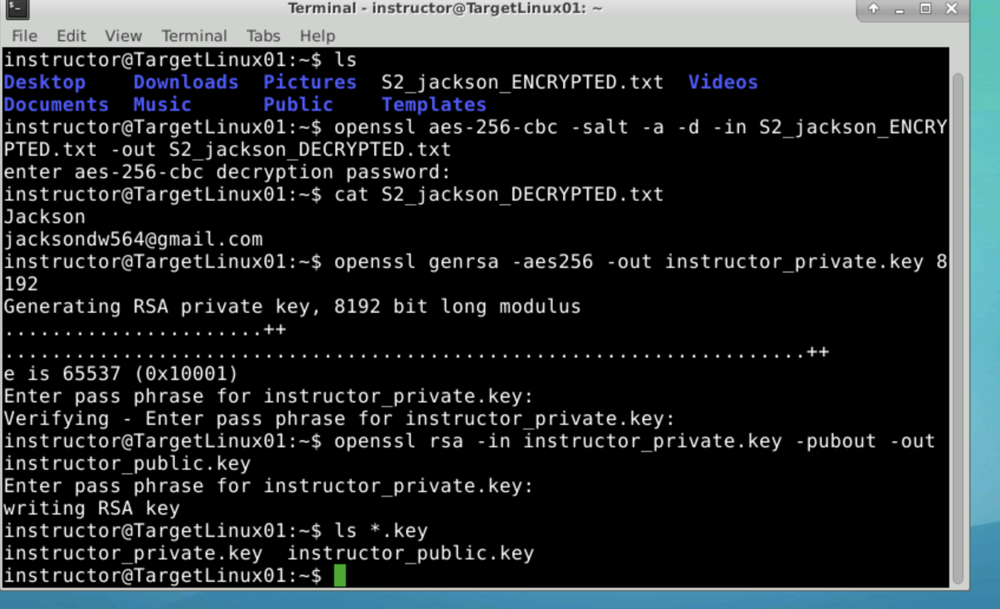 Terminal - instructor@TargetLinux01: ~
File Edit View Terminal Tabs Help
instructor@TargetLinux01:~$ ls
Desktop    Downloads  Pictures  S2_jackson_ENCRYPTED.txt  Videos
Documents  Music      Public    Templates
instructor@TargetLinux01:~$ openssl aes-256-cbc -salt -a -d -in S2_jackson_ENCRY
PTED.txt -out S2_jackson_DECRYPTED.txt
enter aes-256-cbc decryption password:
instructor@TargetLinux01:~$ cat S2_jackson_DECRYPTED.txt
Jackson
jacksondw564@gmail.com
instructor@TargetLinux01:~$ openssl genrsa -aes256 -out instructor_private.key 8
192
Generating RSA private key, 8192 bit long modulus
......................++
....................................................................++
e is 65537 (0x10001)
Enter pass phrase for instructor_private.key:
Verifying - Enter pass phrase for instructor_private.key:
instructor@TargetLinux01:~$ openssl rsa -in instructor_private.key -pubout -out
instructor_public.key
Enter pass phrase for instructor_private.key:
writing RSA key
instructor@TargetLinux01:~$ ls *.key
instructor_private.key  instructor_public.key
instructor@TargetLinux01:~$